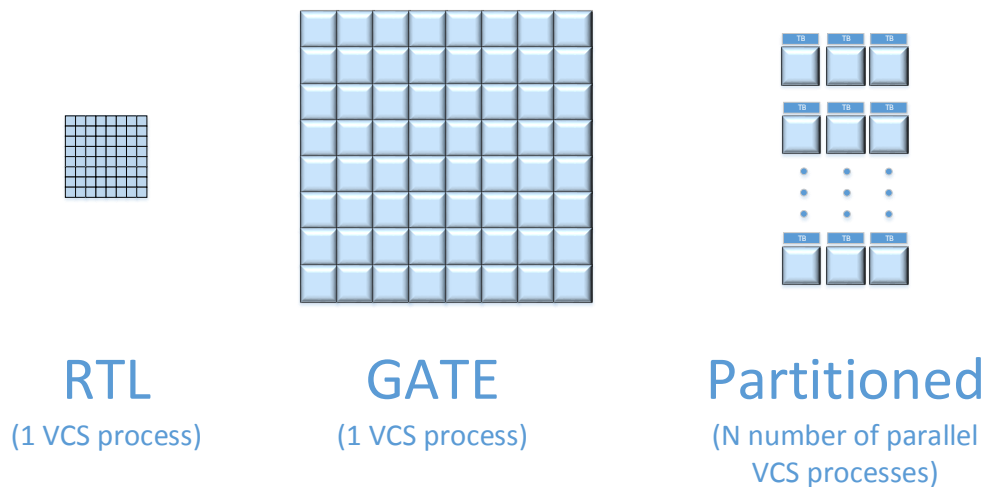 TB TB TB
TB TB TB
TB TB TB
RTL
(1 VCS process)
GATE
(1 VCS process)
Partitioned
(N number of parallel
VCS processes)